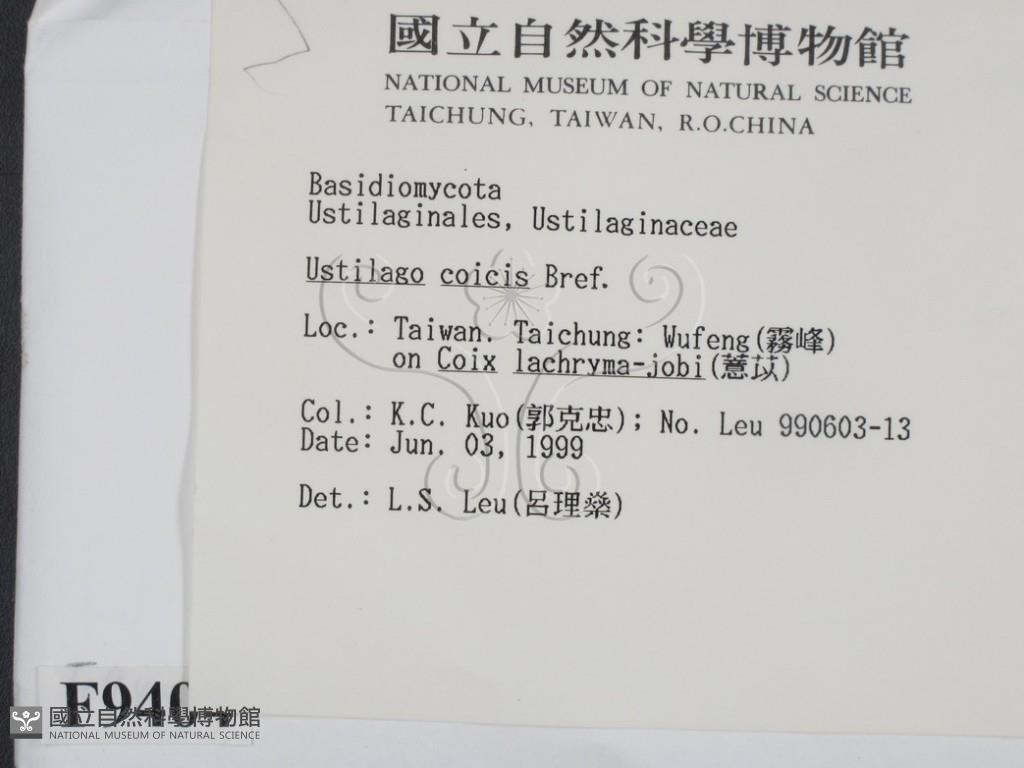 國立自然科學博物館
NATIONAL MUSEUM OF NATURAL SCIENCE
TAICHUNG, TAIWAN, R.O.CHINA
Basidiomycota
Ustilaginales, Ustilaginaceae
Ustilago coicis Bref.
Loc.: Taiwan. Taichung: Wufeng(霧峰)
on Coix lachryma-jobi(薏苡)
Col.: K.C. Kuo(郭克忠); No. Leu 990603-13
Date: Jun. 03, 1999
Det.: L.S. Leu(呂理燊)
F940
國立自然科學博物館
NATIONAL MUSEUM OF NATURAL SCIENCE